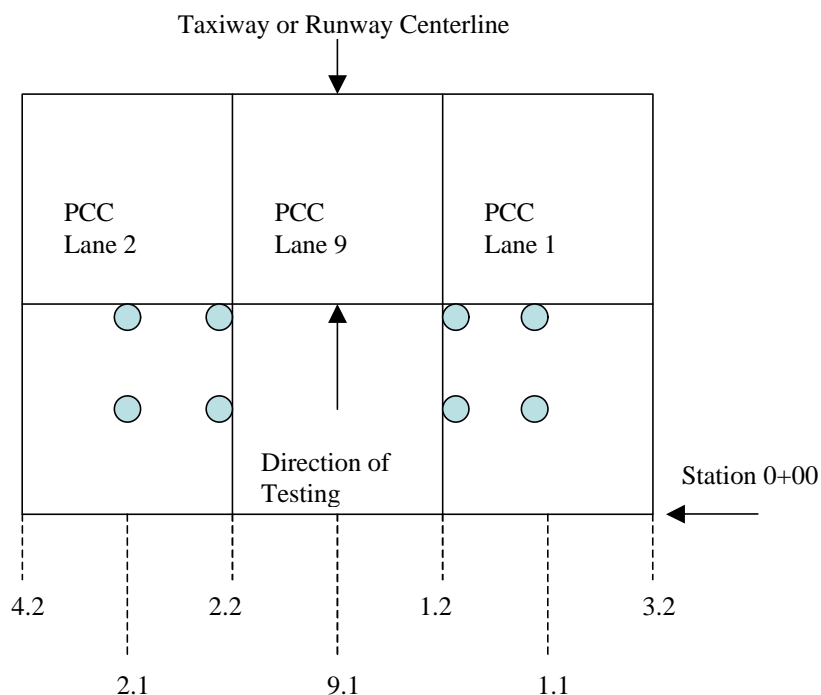 Taxiway or Runway Centerline
PCC
Lane 2
PCC
Lane 9
PCC
Lane 1
Direction of
Testing
Station 0+00
4.2
2.2
1.2
3.2
2.1
9.1
1.1